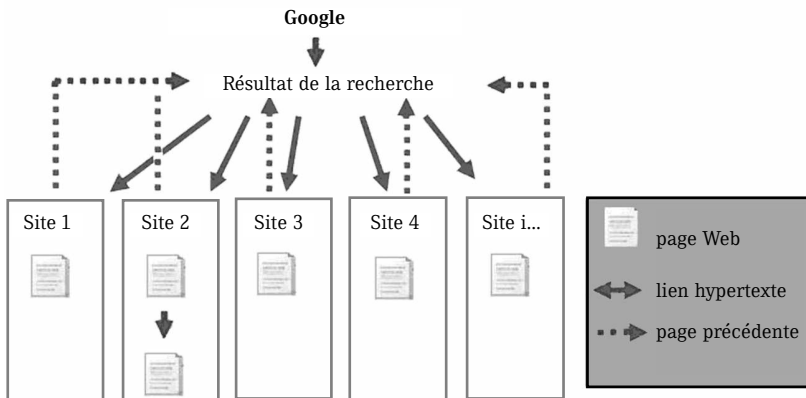 Google
Résultat de la recherche
Site 1
Site 2
Site 3
Site 4
Site i...
page Web
lien hypertexte
page précédente